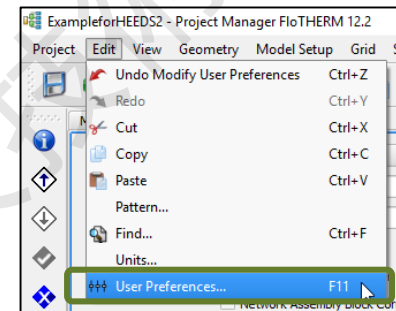 ExampleforHEEDS2 - Project Manager FloTHERM 12.2
Project Edit View Geometry Model Setup Grid
Undo Modify User Preferences Ctrl+Z
Redo Ctrl+Y
Cut Ctrl+X
Copy Ctrl+C
Paste Ctrl+V
Pattern...
Find... Ctrl+F
Units...
User Preferences... F11
Network Assembly Block